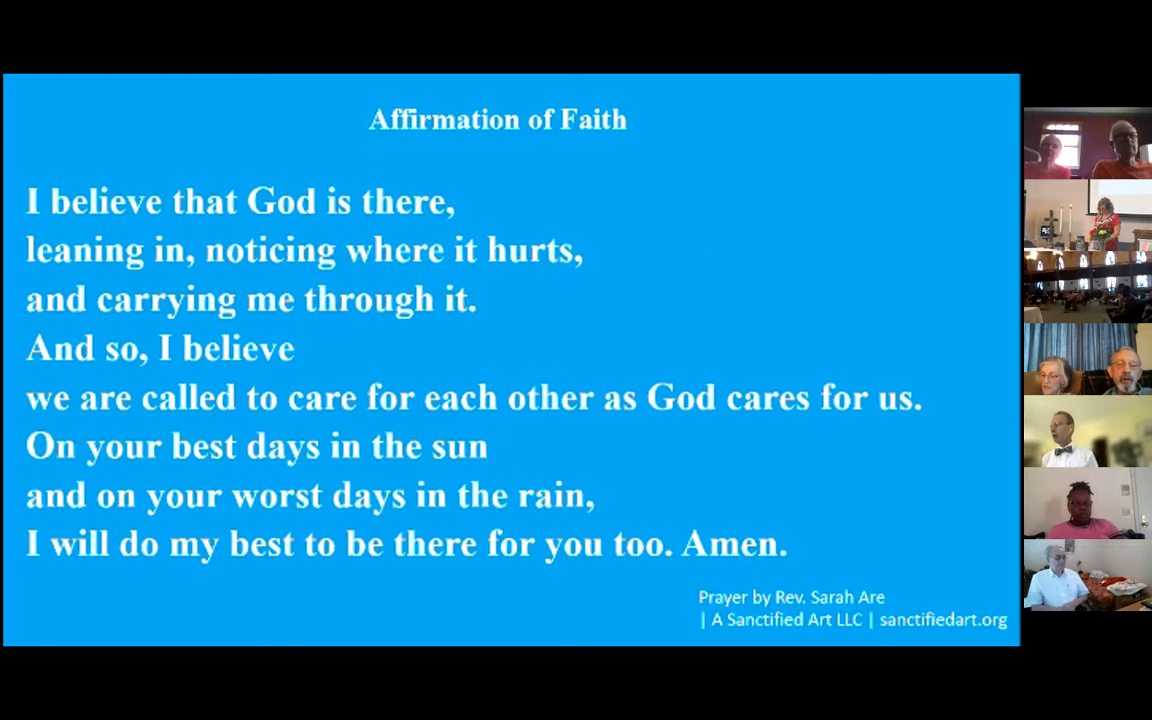 Affirmation of Faith
I believe that God is there,
leaning in, noticing where it hurts,
and carrying me through it.
And so, I believe
we are called to care for each other as God cares for us.
On your best days in the sun
and on your worst days in the rain,
I will do my best to be there for you too. Amen.
Prayer by Rev. Sarah Are
| A Sanctified Art LLC | sanctifiedart.org